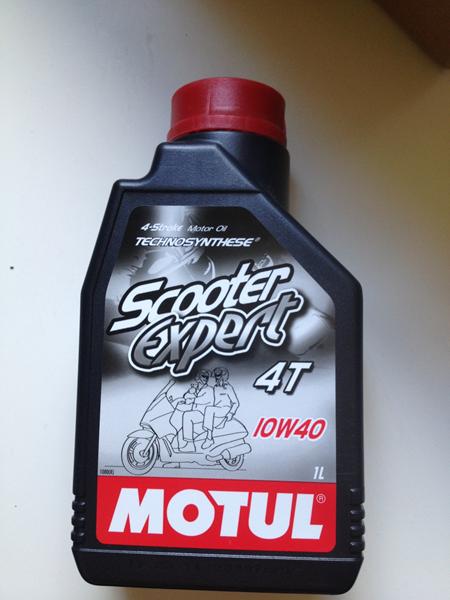 4-Stroke Motor Oil
TECHNOSYNTHESE®
Scooter
Expert
4T
10W40
1L
MOTUL®